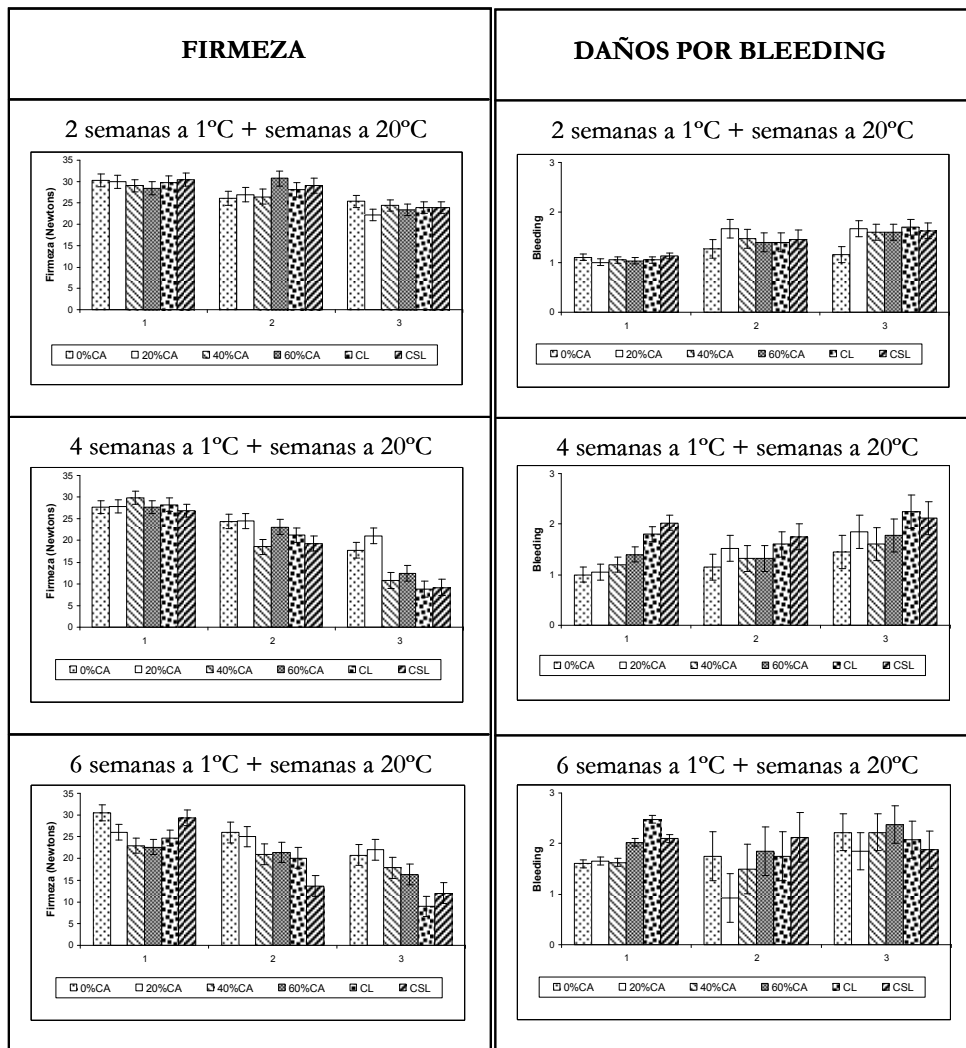 FIRMEZA
DAÑOS POR BLEEDING
2 semanas a 1ºC + semanas a 20ºC
Firmeza (Newtons)
35
30
25
20
15
10
5
0
1 2 3
0%CA 20%CA 40%CA 60%CA CL CSL
2 semanas a 1ºC + semanas a 20ºC
Bleeding
3
2
1
0
1 2 3
0%CA 20%CA 40%CA 60%CA CL CSL
4 semanas a 1ºC + semanas a 20ºC
Firmeza (Newtons)
35
30
25
20
15
10
5
0
1 2 3
0%CA 20%CA 40%CA 60%CA CL CSL
4 semanas a 1ºC + semanas a 20ºC
Bleeding
3
2
1
0
1 2 3
0%CA 20%CA 40%CA 60%CA CL CSL
6 semanas a 1ºC + semanas a 20ºC
Firmeza (Newtons)
35
30
25
20
15
10
5
0
1 2 3
0%CA 20%CA 40%CA 60%CA CL CSL
6 semanas a 1ºC + semanas a 20ºC
Bleeding
3
2
1
0
1 2 3
0%CA 20%CA 40%CA 60%CA CL CSL